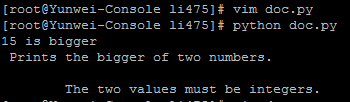 [root@Yunwei-Console li475]# vim doc.py
[root@Yunwei-Console li475]# python doc.py
15 is bigger
Prints the bigger of two numbers.
The two values must be integers.